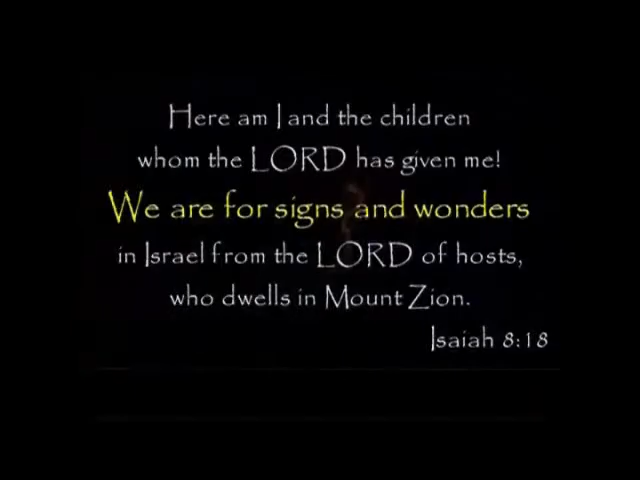 Here am I and the children
whom the LORD has given me!
We are for signs and wonders
in Israel from the LORD of hosts,
who dwells in Mount Zion.
Isaiah 8:18